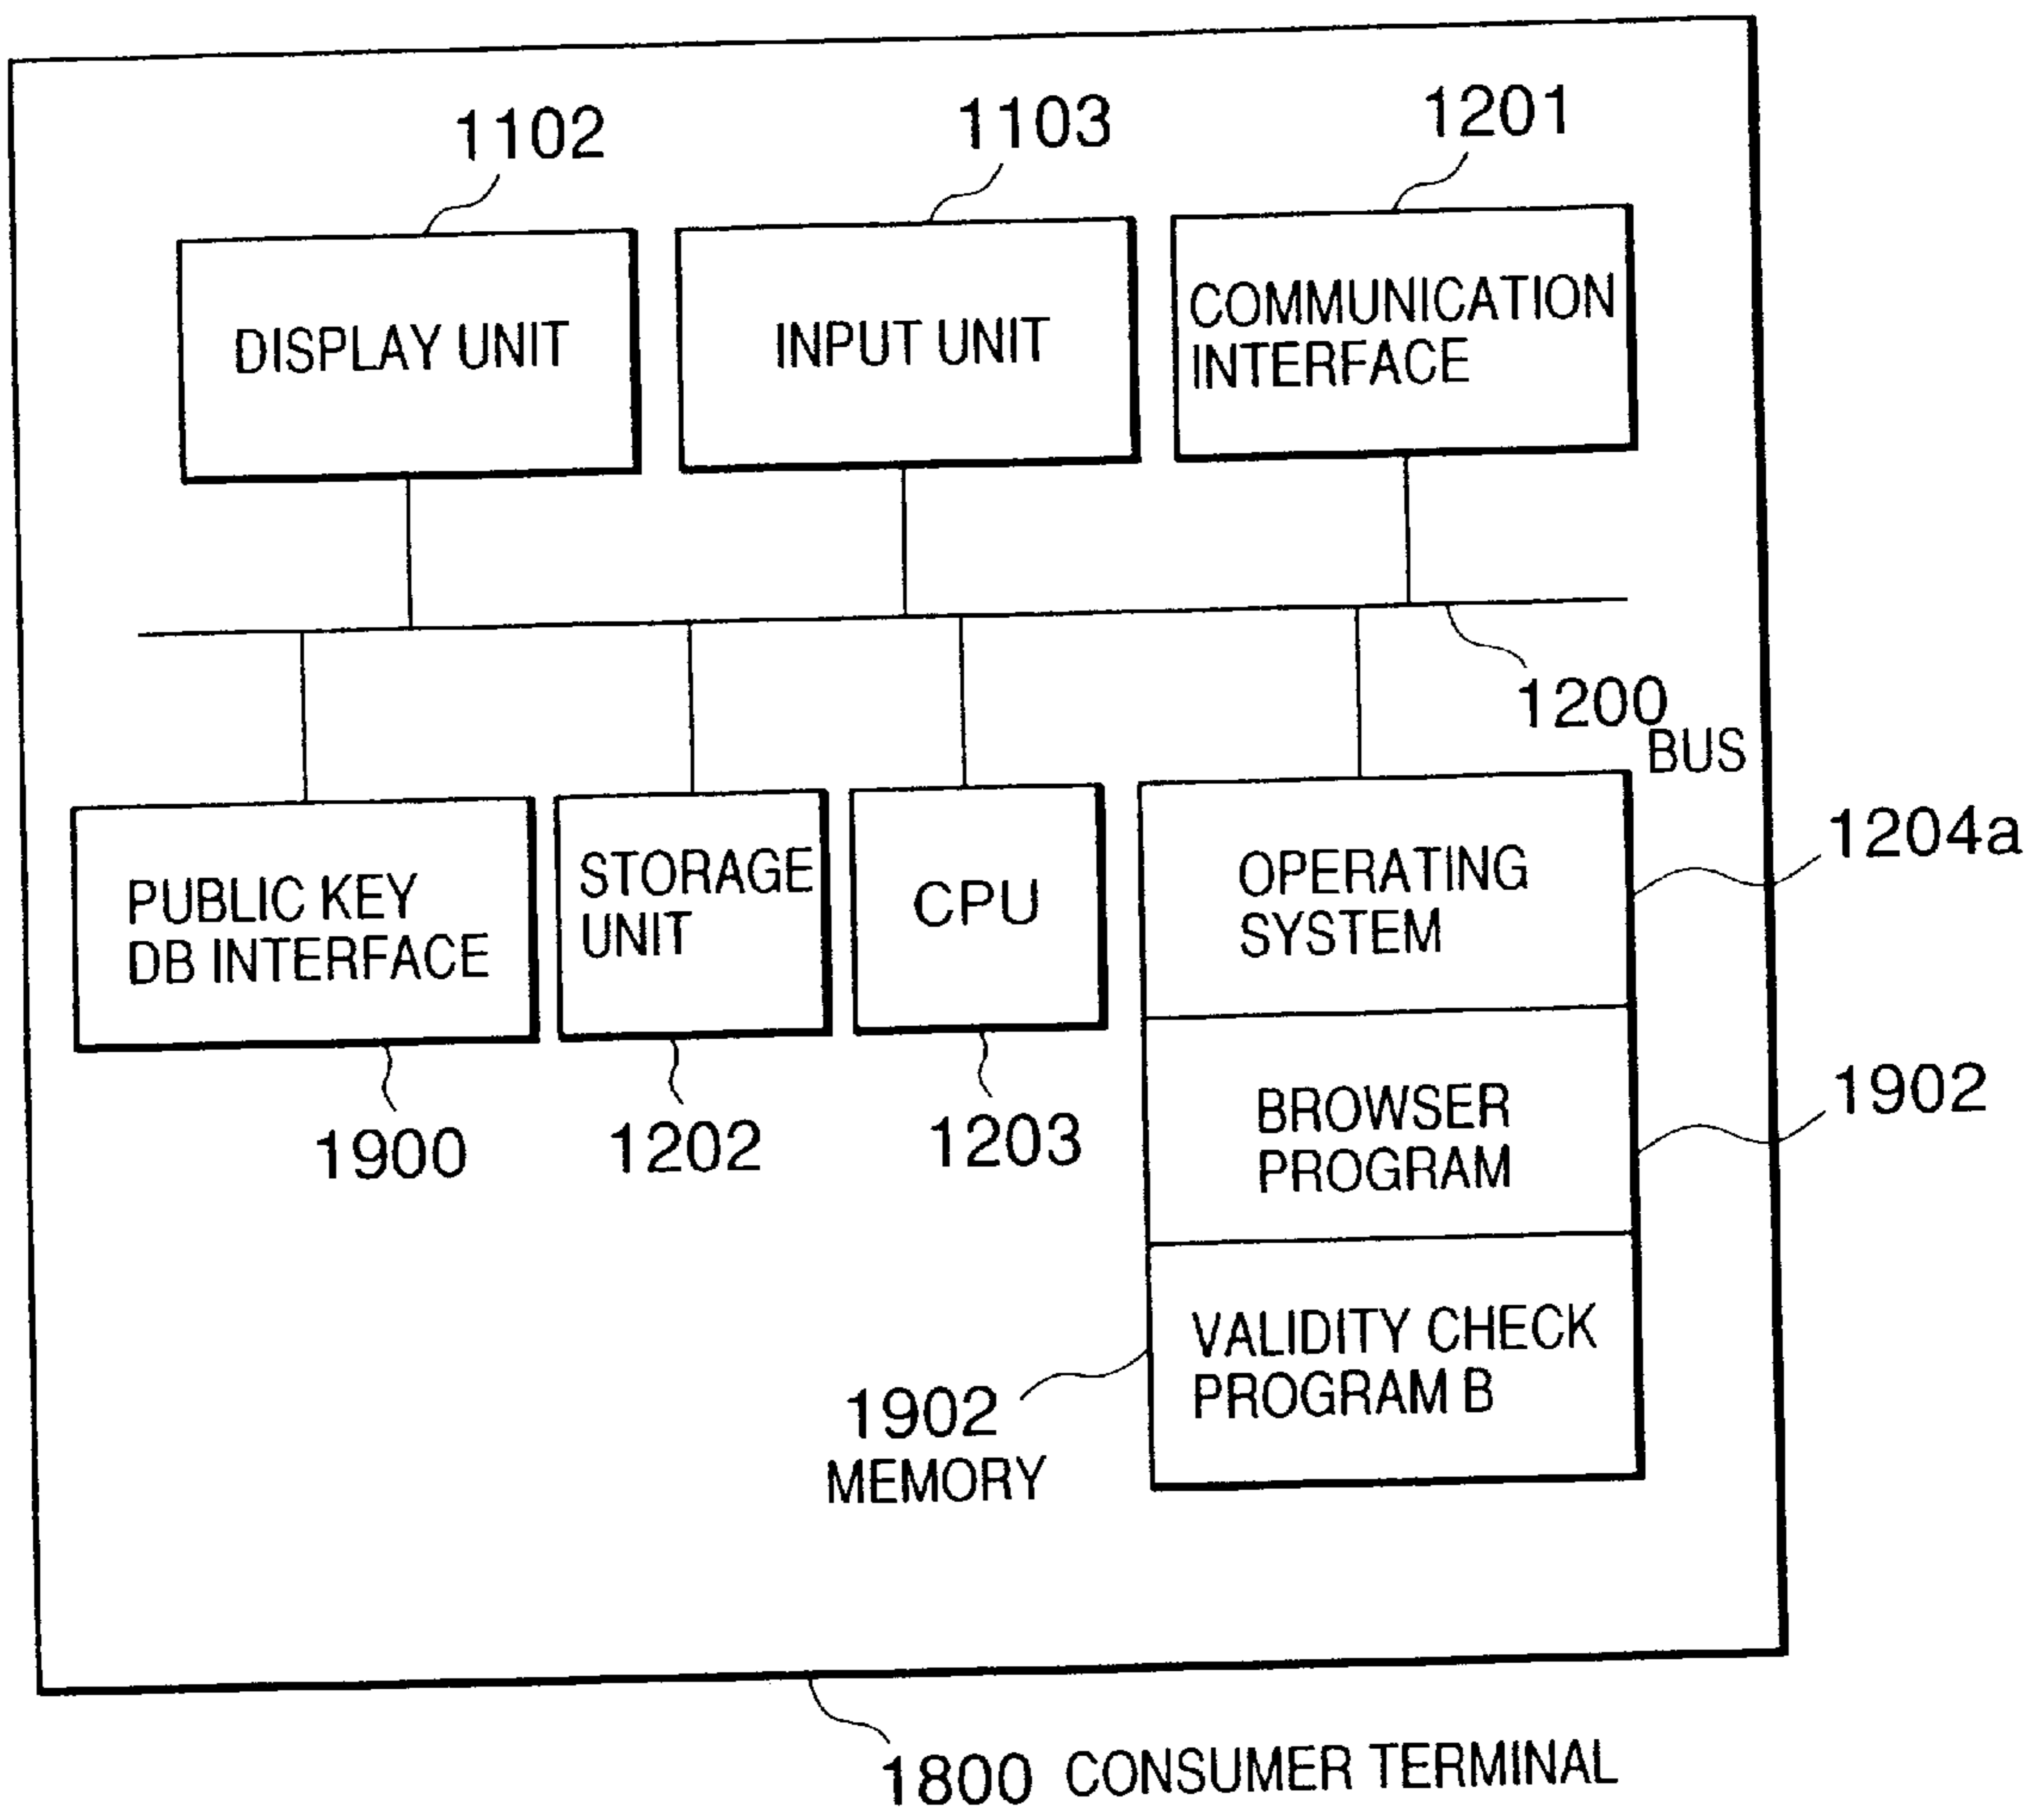 1102
1103
1201
DISPLAY UNIT
INPUT UNIT
COMMUNICATION
INTERFACE
1200
BUS
PUBLIC KEY
DB INTERFACE
STORAGE
UNIT
CPU
OPERATING
SYSTEM
1204a
1900
1202
1203
BROWSER
PROGRAM
1902
VALIDITY CHECK
PROGRAM B
1902
MEMORY
1800 CONSUMER TERMINAL